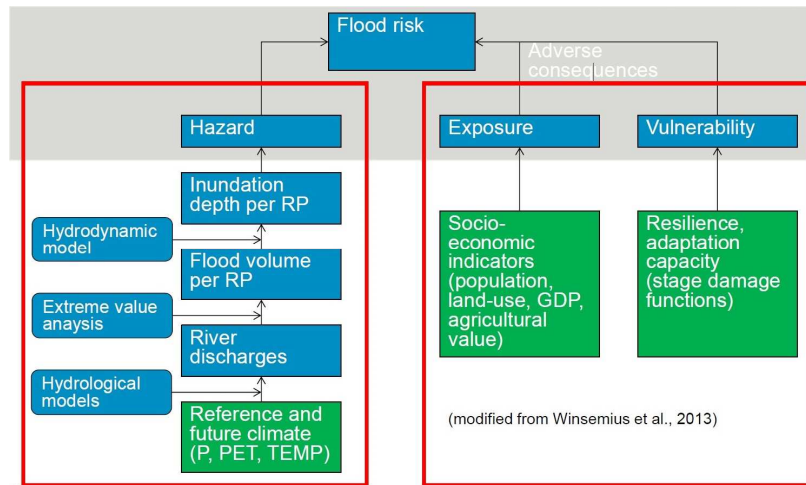 Flood risk
Adverse
consequences
Hazard
Exposure
Vulnerability
Inundation
depth per RP
Hydrodynamic
model
Flood volume
per RP
Extreme value
anaysis
River
discharges
Hydrological
models
Reference and
future climate
(P, PET, TEMP)
Socio-
economic
indicators
(population,
land-use, GDP,
agricultural
value)
Resilience,
adaptation
capacity
(stage damage
functions)
(modified from Winsemius et al., 2013)